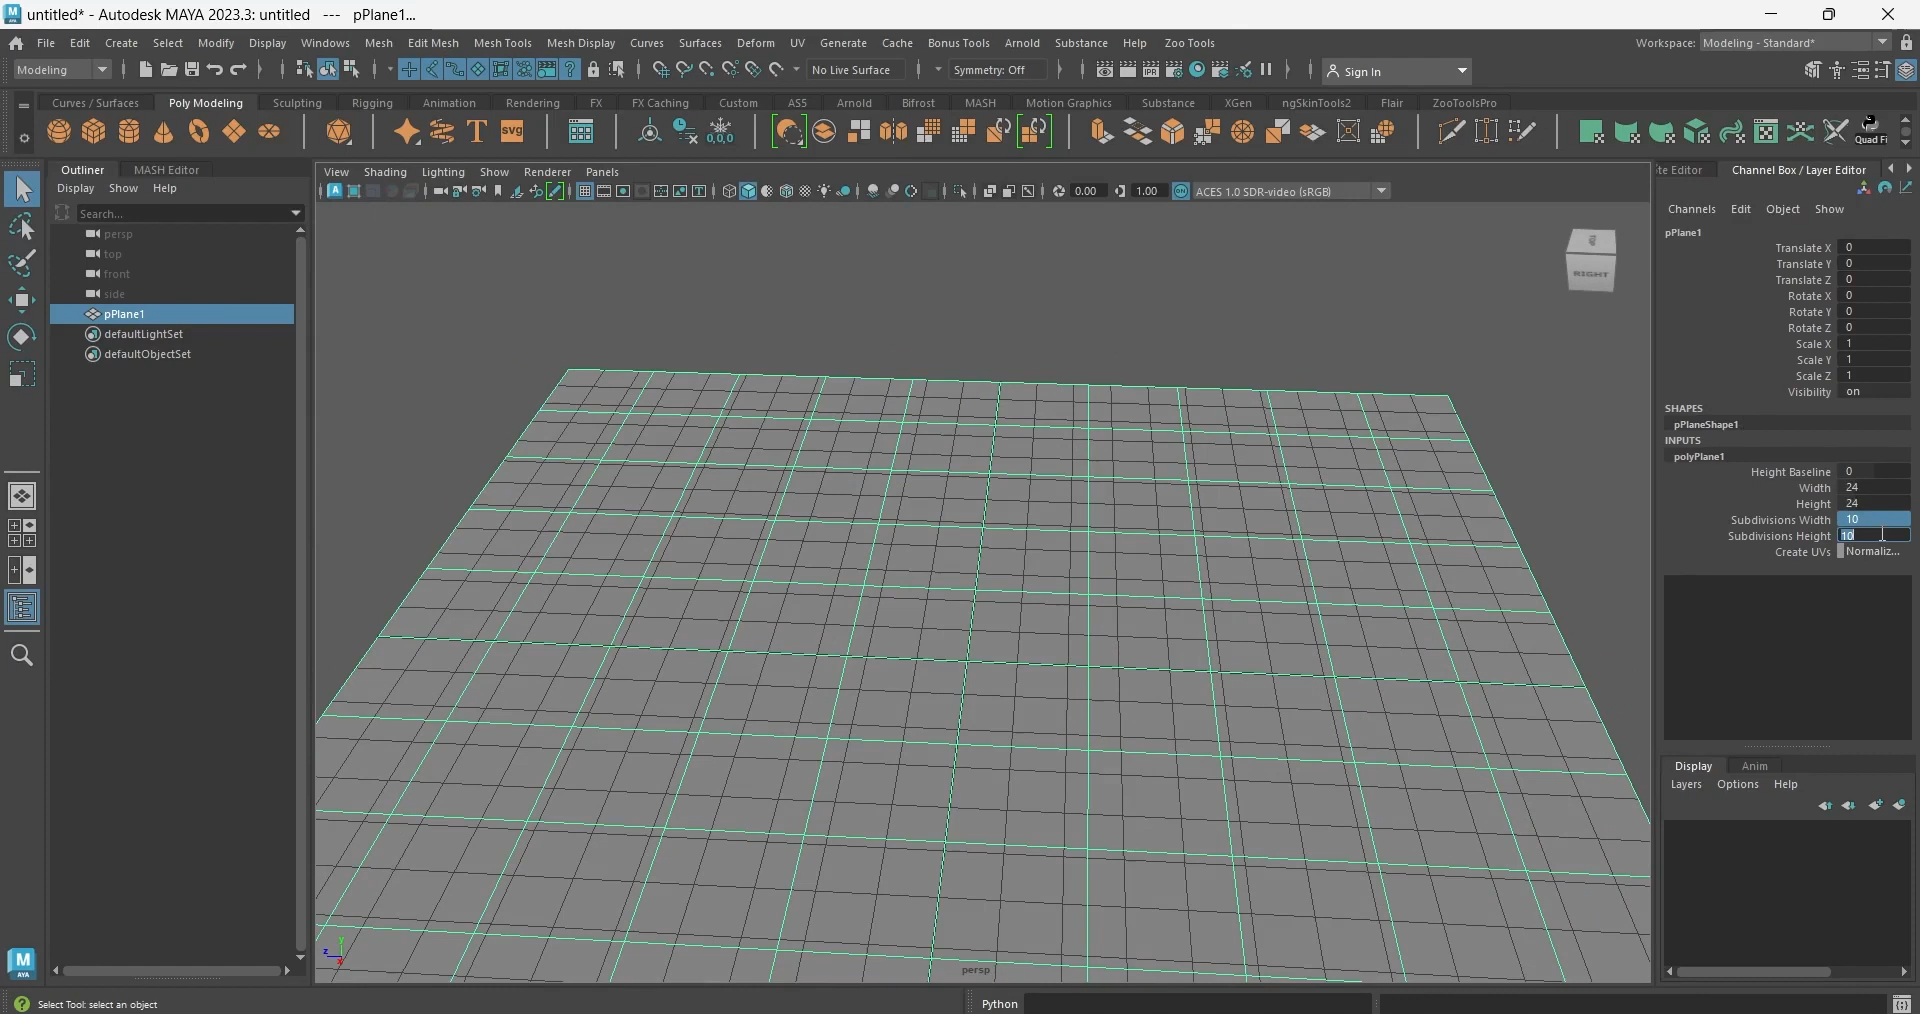 untitled* - Autodesk MAYA 2023.3: untitled --- pPlane1...
File Edit Create Select Modify Display Windows Mesh Edit Mesh Mesh Tools Mesh Display Curves Surfaces Deform UV Generate Cache Bonus Tools Arnold Substance Help Zoo Tools
Workspace: Modeling - Standard*
Modeling
No Live Surface
Symmetry: Off
IPR
Sign In
Curves / Surfaces Poly Modeling Sculpting Rigging Animation Rendering FX FX Caching Custom AS5 Arnold Bifrost MASH Motion Graphics Substance XGen ngSkinTools2 Flair ZooToolsPro
svg
0,0,0
Quad Fi
Outliner MASH Editor
Display Show Help
Search...
persp
top
front
side
pPlane1
defaultLightSet
defaultObjectSet
View Shading Lighting Show Renderer Panels
0.00
1.00
ON
ACES 1.0 SDR-video (sRGB)
RIGHT
persp
y
z
x
te Editor Channel Box / Layer Editor
Channels Edit Object Show
pPlane1
Translate X 0
Translate Y 0
Translate Z 0
Rotate X 0
Rotate Y 0
Rotate Z 0
Scale X 1
Scale Y 1
Scale Z 1
Visibility on
SHAPES
pPlaneShape1
INPUTS
polyPlane1
Height Baseline 0
Width 24
Height 24
Subdivisions Width 10
Subdivisions Height 10
Create UVs Normaliz...
Display Anim
Layers Options Help
M
AYA
Select Tool: select an object
Python